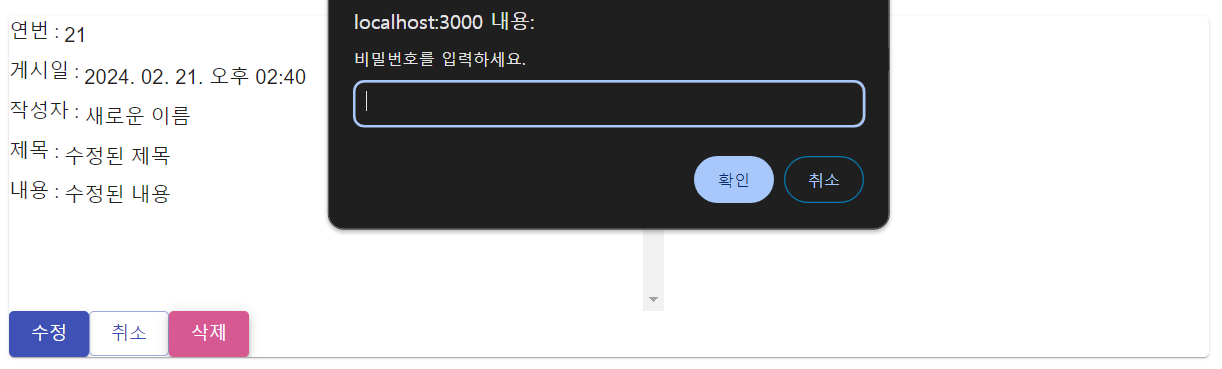 localhost:3000 내용:
비밀번호를 입력하세요.
확인 취소
연번 : 21
게시일 : 2024. 02. 21. 오후 02:40
작성자 : 새로운 이름
제목 : 수정된 제목
내용 : 수정된 내용
수정 취소 삭제